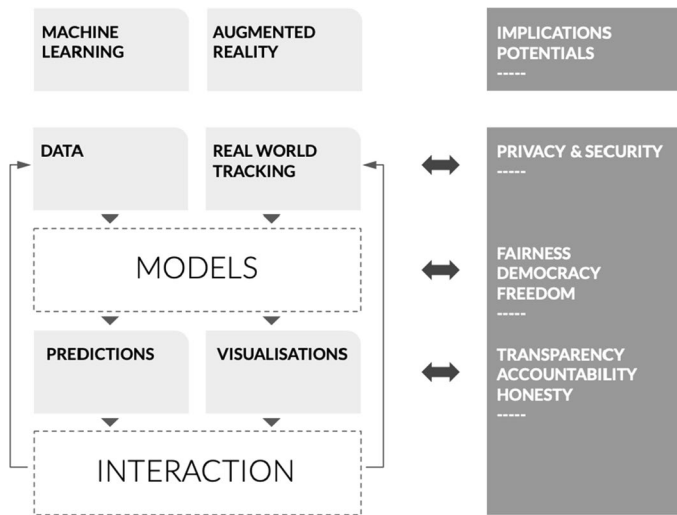 MACHINE
LEARNING
AUGMENTED
REALITY
IMPLICATIONS
POTENTIALS
-----
DATA
REAL WORLD
TRACKING
PRIVACY & SECURITY
-----
MODELS
FAIRNESS
DEMOCRACY
FREEDOM
-----
PREDICTIONS
VISUALISATIONS
TRANSPARENCY
ACCOUNTABILITY
HONESTY
-----
INTERACTION